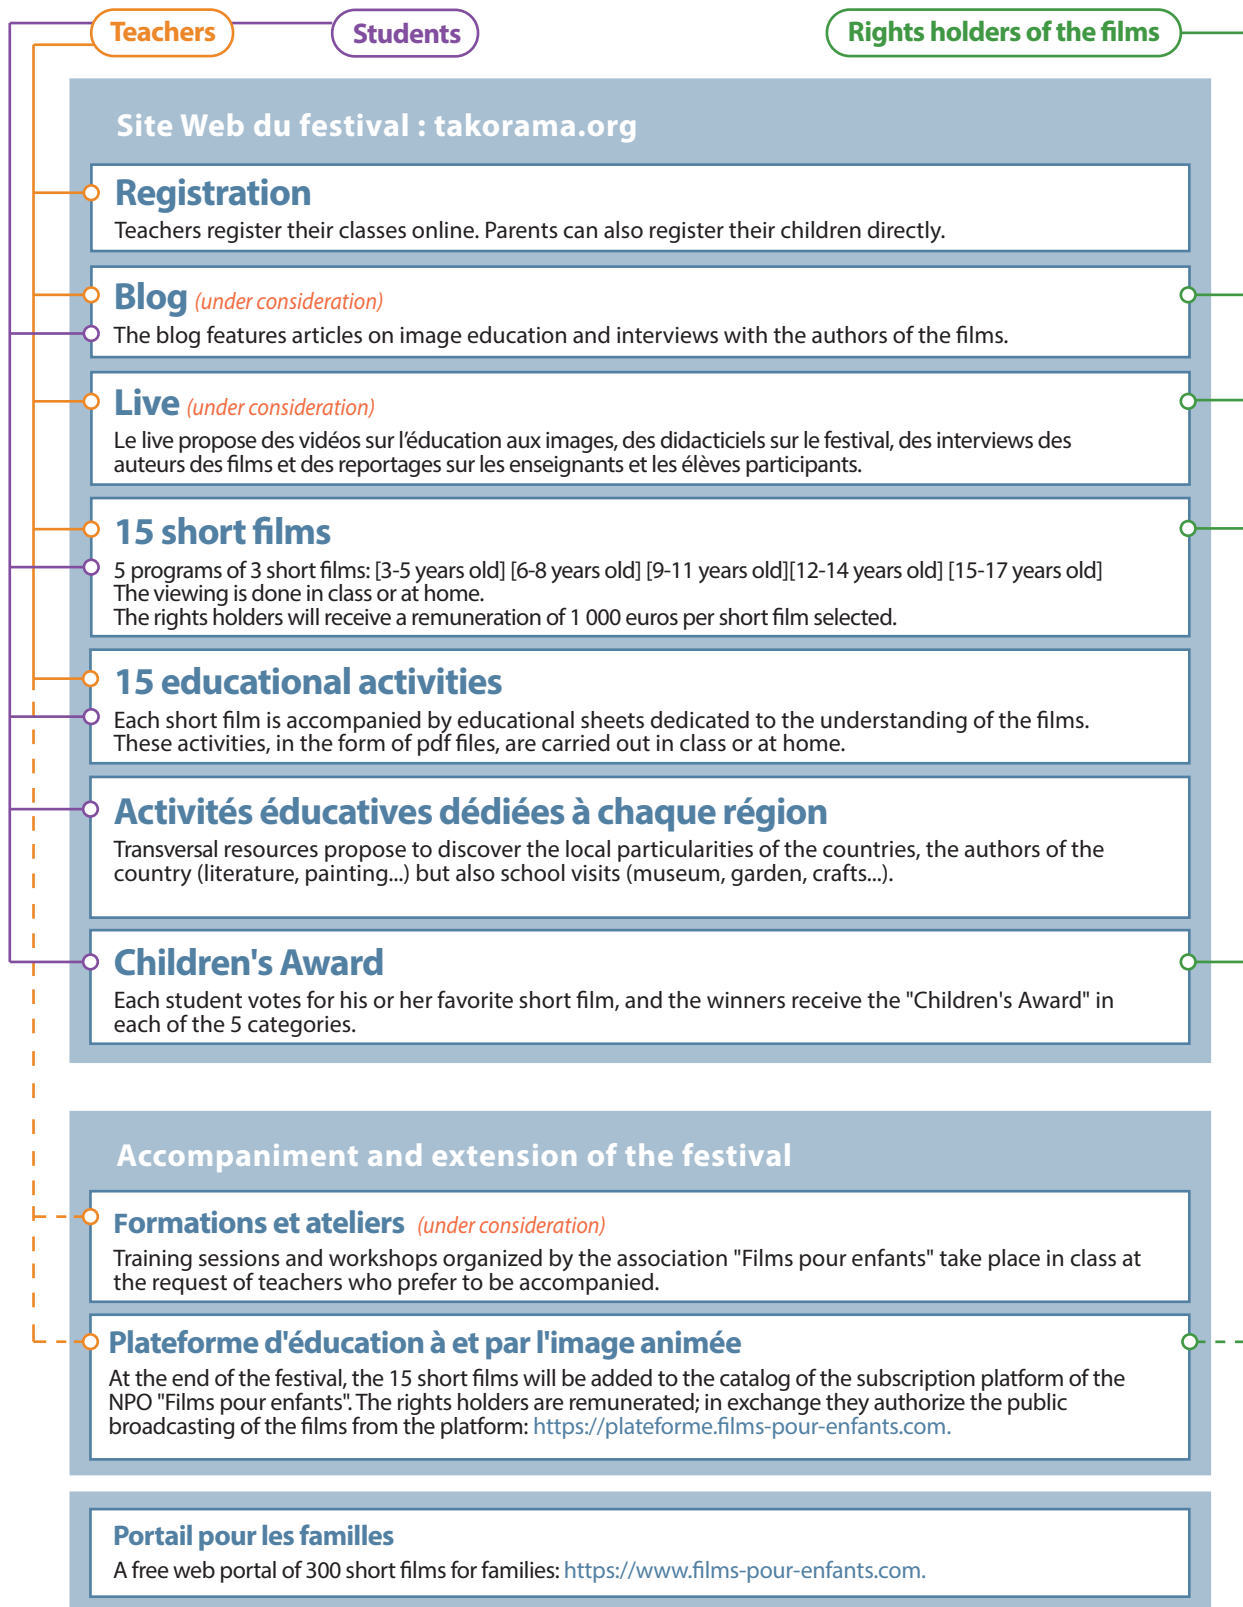 Teachers
Students
Rights holders of the films
Site Web du festival : takorama.org
Registration
Teachers register their classes online. Parents can also register their children directly.
Blog (under consideration)
The blog features articles on image education and interviews with the authors of the films.
Live (under consideration)
Le live propose des vidéos sur l'éducation aux images, des didacticiels sur le festival, des interviews des
auteurs des films et des reportages sur les enseignants et les élèves participants.
15 short films
5 programs of 3 short films: [3-5 years old] [6-8 years old] [9-11 years old][12-14 years old] [15-17 years old]
The viewing is done in class or at home.
The rights holders will receive a remuneration of 1 000 euros per short film selected.
15 educational activities
Each short film is accompanied by educational sheets dedicated to the understanding of the films.
These activities, in the form of pdf files, are carried out in class or at home.
Activités éducatives dédiées à chaque région
Transversal resources propose to discover the local particularities of the countries, the authors of the
country (literature, painting...) but also school visits (museum, garden, crafts...).
Children's Award
Each student votes for his or her favorite short film, and the winners receive the "Children's Award" in
each of the 5 categories.
Accompaniment and extension of the festival
Formations et ateliers (under consideration)
Training sessions and workshops organized by the association "Films pour enfants" take place in class at
the request of teachers who prefer to be accompanied.
Plateforme d'éducation à et par l'image animée
At the end of the festival, the 15 short films will be added to the catalog of the subscription platform of the
NPO "Films pour enfants". The rights holders are remunerated; in exchange they authorize the public
broadcasting of the films from the platform: https://plateforme.films-pour-enfants.com.
Portail pour les familles
A free web portal of 300 short films for families: https://www.films-pour-enfants.com.